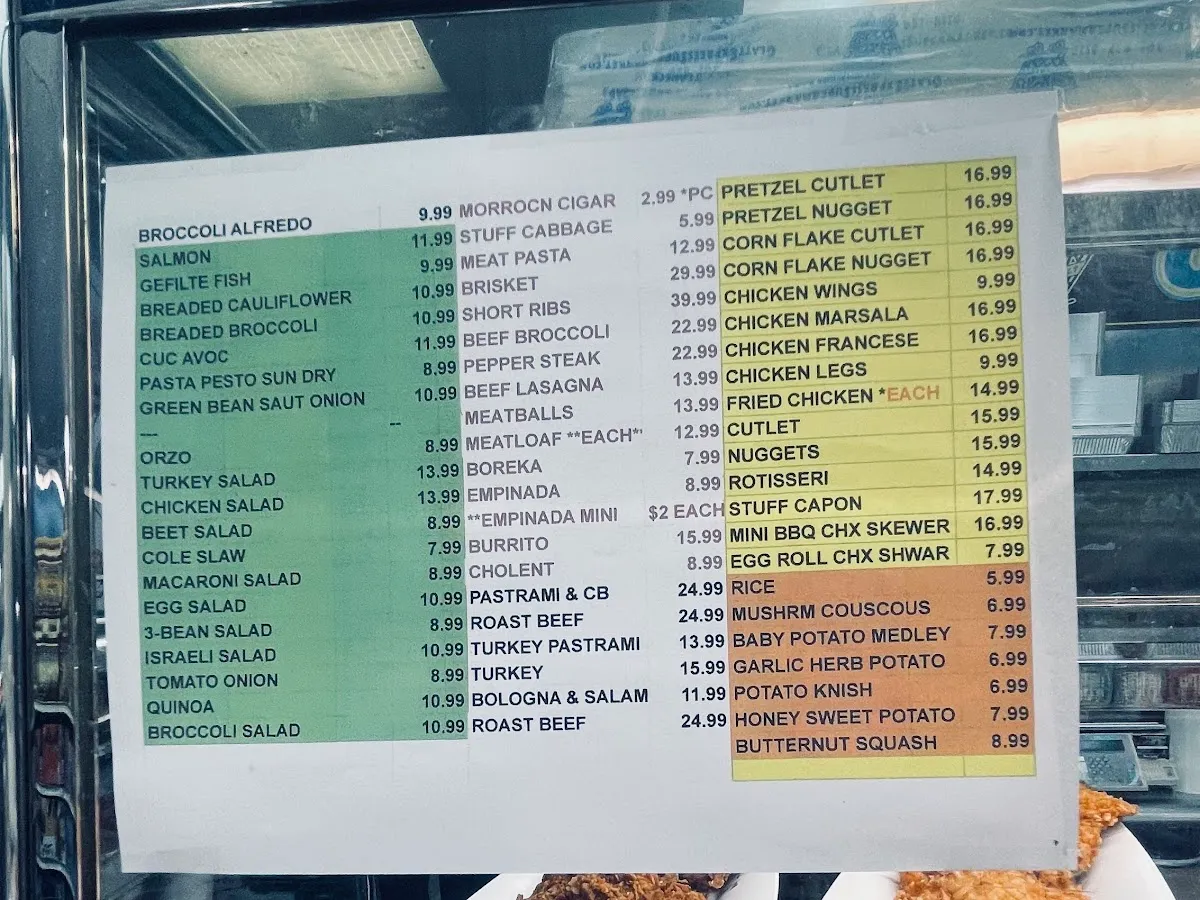 BROCCOLI ALFREDO 9.99
SALMON 11.99
GEFILTE FISH 9.99
BREADED CAULIFLOWER 10.99
BREADED BROCCOLI 10.99
CUC AVOC 11.99
PASTA PESTO SUN DRY 8.99
GREEN BEAN SAUT ONION 10.99
--- --
ORZO 8.99
TURKEY SALAD 13.99
CHICKEN SALAD 13.99
BEET SALAD 8.99
COLE SLAW 7.99
MACARONI SALAD 8.99
EGG SALAD 10.99
3-BEAN SALAD 8.99
ISRAELI SALAD 10.99
TOMATO ONION 8.99
QUINOA 10.99
BROCCOLI SALAD 10.99
MORROCN CIGAR 2.99 *PC
STUFF CABBAGE 5.99
MEAT PASTA 12.99
BRISKET 29.99
SHORT RIBS 39.99
BEEF BROCCOLI 22.99
PEPPER STEAK 22.99
BEEF LASAGNA 13.99
MEATBALLS 13.99
MEATLOAF **EACH** 12.99
BOREKA 7.99
EMPINADA 8.99
**EMPINADA MINI $2 EACH
BURRITO 15.99
CHOLENT 8.99
PASTRAMI & CB 24.99
ROAST BEEF 24.99
TURKEY PASTRAMI 13.99
TURKEY 15.99
BOLOGNA & SALAM 11.99
ROAST BEEF 24.99
PRETZEL CUTLET 16.99
PRETZEL NUGGET 16.99
CORN FLAKE CUTLET 16.99
CORN FLAKE NUGGET 16.99
CHICKEN WINGS 9.99
CHICKEN MARSALA 16.99
CHICKEN FRANCESE 16.99
CHICKEN LEGS 9.99
FRIED CHICKEN *EACH 14.99
CUTLET 15.99
NUGGETS 15.99
ROTISSERI 14.99
STUFF CAPON 17.99
MINI BBQ CHX SKEWER 16.99
EGG ROLL CHX SHWAR 7.99
RICE 5.99
MUSHRM COUSCOUS 6.99
BABY POTATO MEDLEY 7.99
GARLIC HERB POTATO 6.99
POTATO KNISH 6.99
HONEY SWEET POTATO 7.99
BUTTERNUT SQUASH 8.99